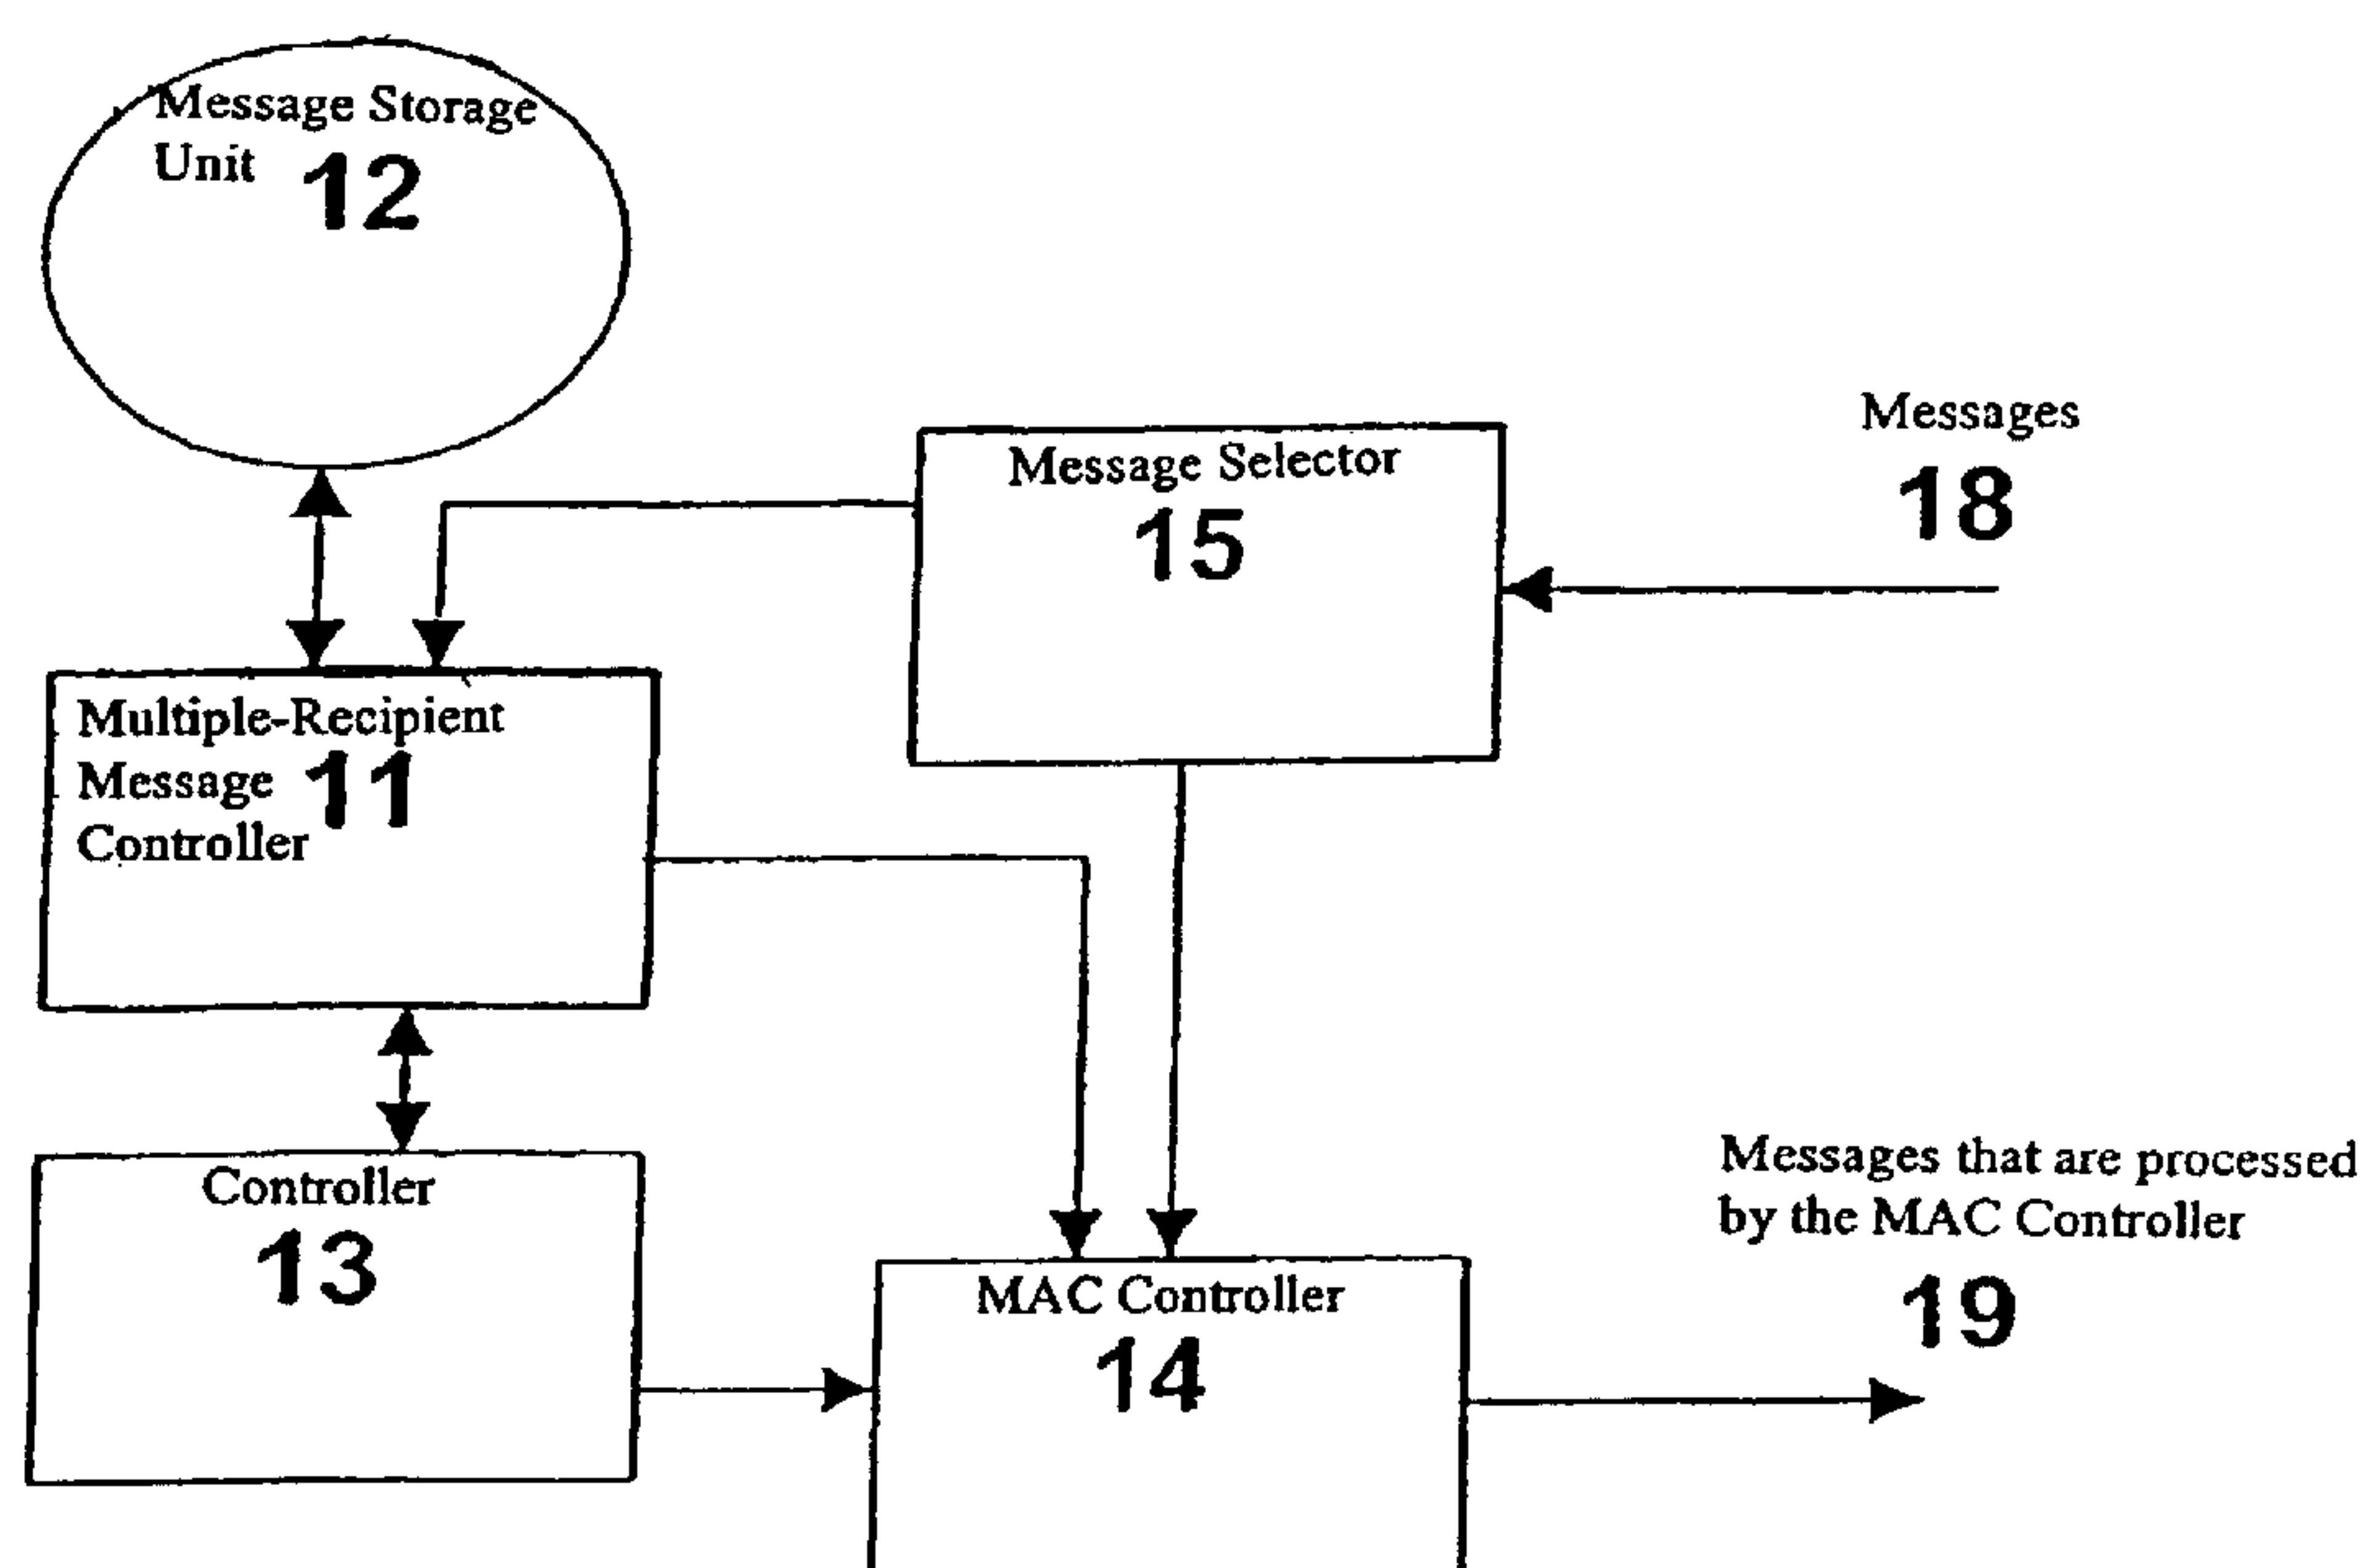 Message Storage
Unit 12
Messages
18
Message Selector
15
Multiple-Recipient
Message 11
Controller
Controller
13
MAC Controller
14
Messages that are processed
by the MAC Controller
19